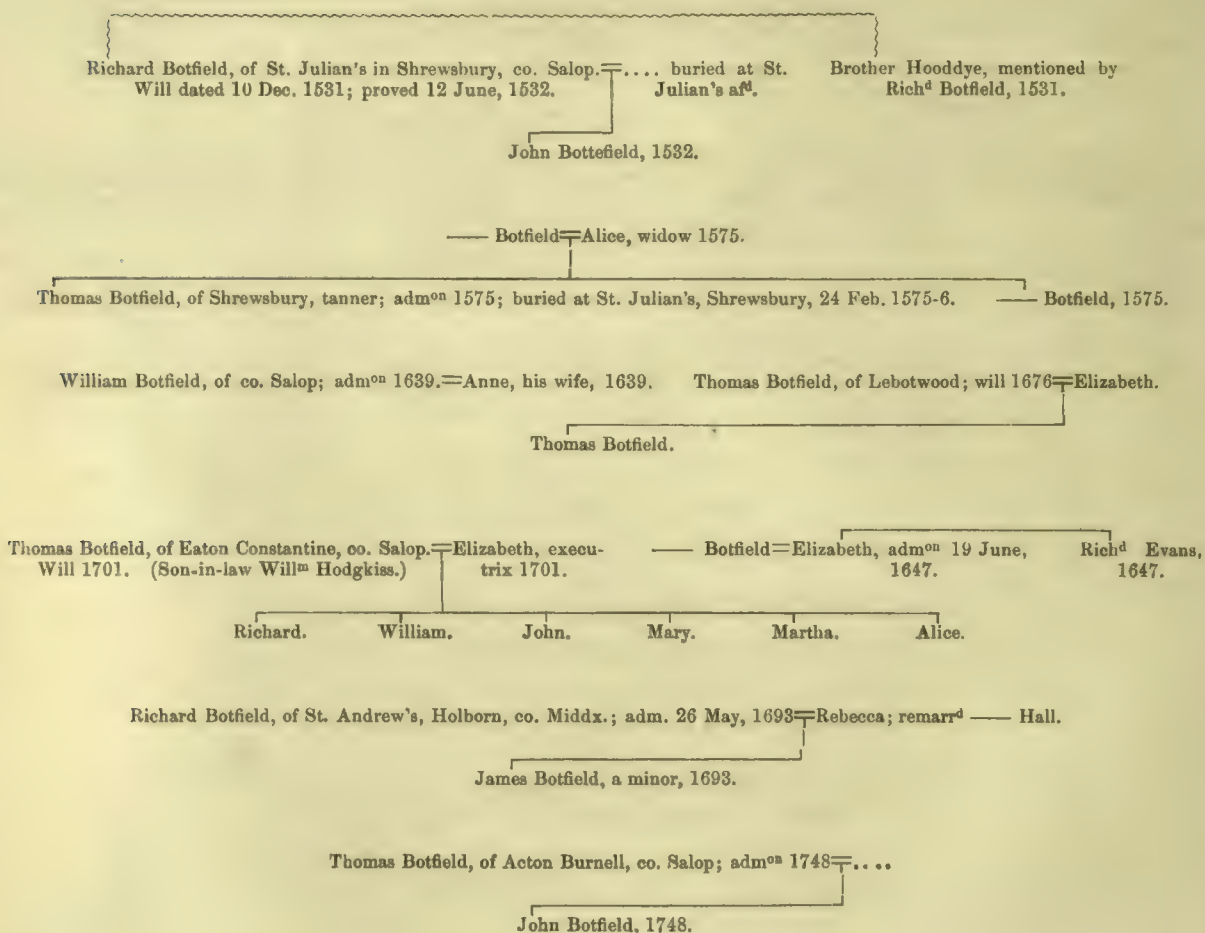 Richard Botfield, of St. Julian's in Shrewsbury, co. Salop.=.... buried at St.
Will dated 10 Dec. 1531; proved 12 June, 1532. Julian's afd.
Brother Hooddye, mentioned by
Richd Botfield, 1531.
John Bottefield, 1532.
—— Botfield=Alice, widow 1575.
Thomas Botfield, of Shrewsbury, tanner; admon 1575; buried at St. Julian's, Shrewsbury, 24 Feb. 1575-6. —— Botfield, 1575.
William Botfield, of co. Salop; admon 1639.=Anne, his wife, 1639. Thomas Botfield, of Lebotwood; will 1676=Elizabeth.
Thomas Botfield.
Thomas Botfield, of Eaton Constantine, co. Salop.=Elizabeth, execu-
Will 1701. (Son-in-law Willm Hodgkiss.) trix 1701.
—— Botfield=Elizabeth, admon 19 June,
1647.
Richd Evans,
1647.
Richard. William. John. Mary. Martha. Alice.
Richard Botfield, of St. Andrew's, Holborn, co. Middx.; adm. 26 May, 1693=Rebecca; remarrd —— Hall.
James Botfield, a minor, 1693.
Thomas Botfield, of Acton Burnell, co. Salop; admon 1748=....
John Botfield, 1748.